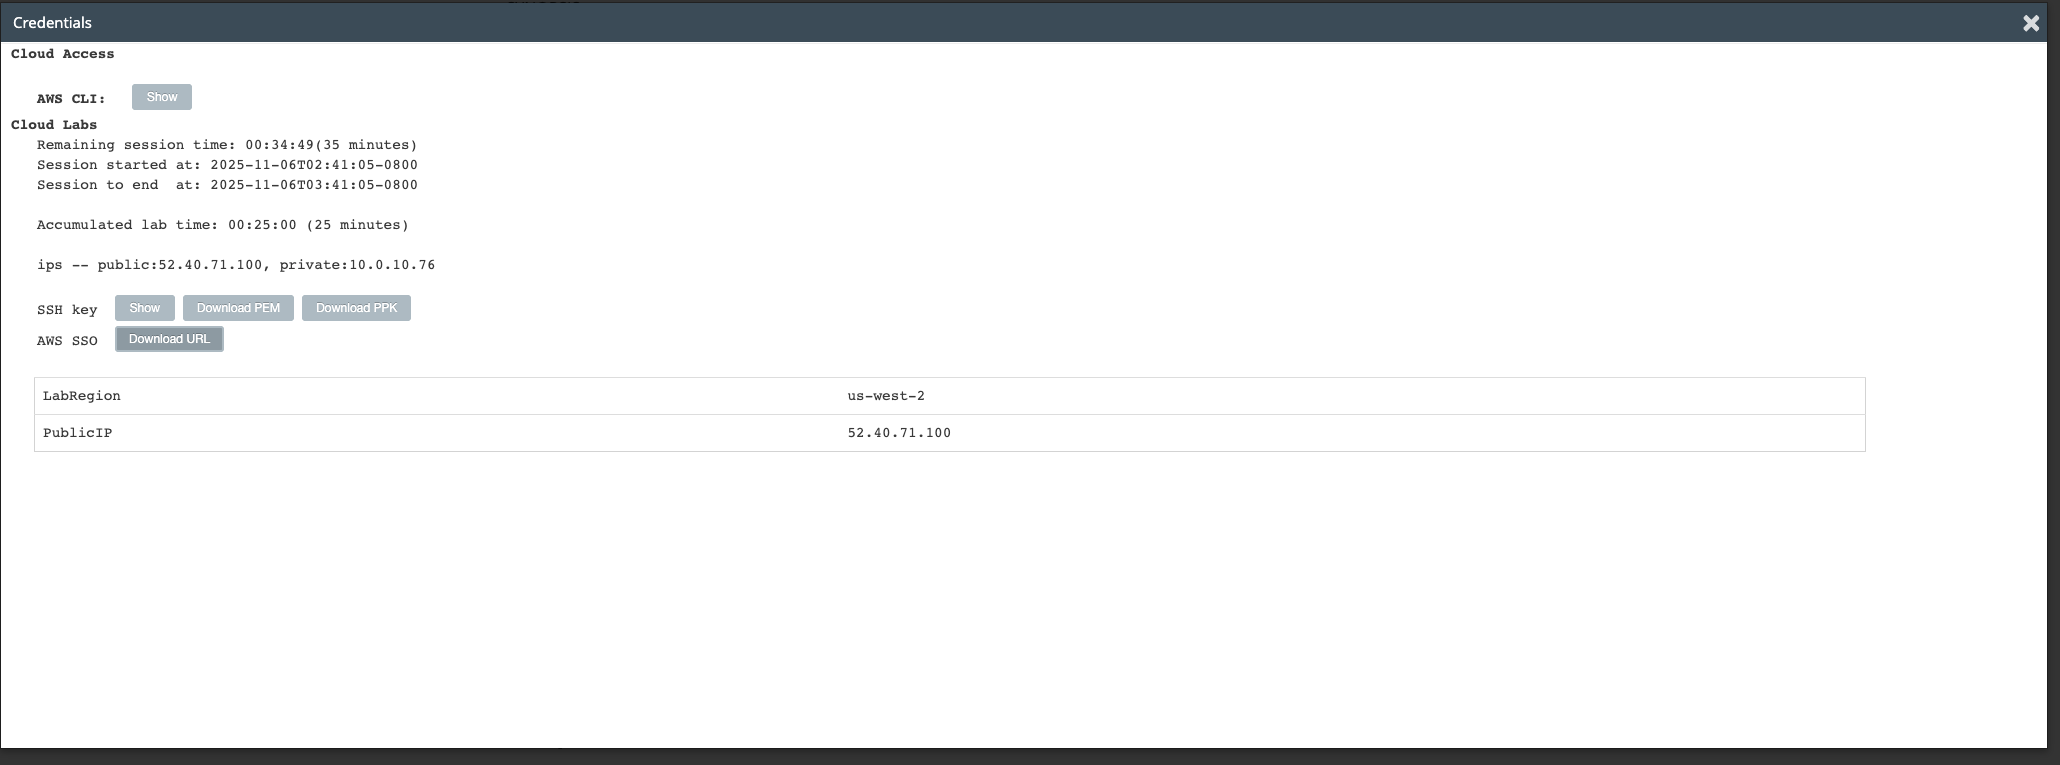 Credentials
Cloud Access
AWS CLI: Show
Cloud Labs
Remaining session time: 00:34:49(35 minutes)
Session started at: 2025-11-06T02:41:05-0800
Session to end  at: 2025-11-06T03:41:05-0800
Accumulated lab time: 00:25:00 (25 minutes)
ips -- public:52.40.71.100, private:10.0.10.76
SSH key Show Download PEM Download PPK
AWS SSO Download URL
LabRegion us-west-2
PublicIP 52.40.71.100